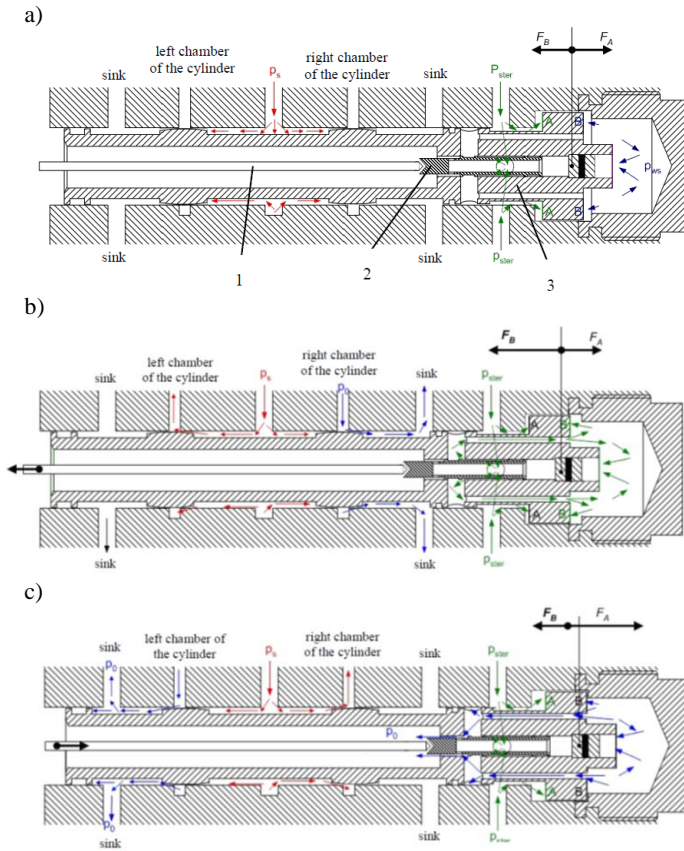 a)
F_B F_A
left chamber
of the cylinder
right chamber
of the cylinder
sink p_s sink P_ster
A B
p_ws
A B
sink sink p_ster
1 2 3
b)
F_B F_A
left chamber
of the cylinder
right chamber
of the cylinder
sink p_s p_0 sink p_ster
A B
A B
sink sink p_ster
c)
F_B F_A
sink left chamber of
the cylinder
right chamber
of the cylinder
sink
p_0 p_s p_ster
A B
p_0
A B
p_0
sink sink p_ster